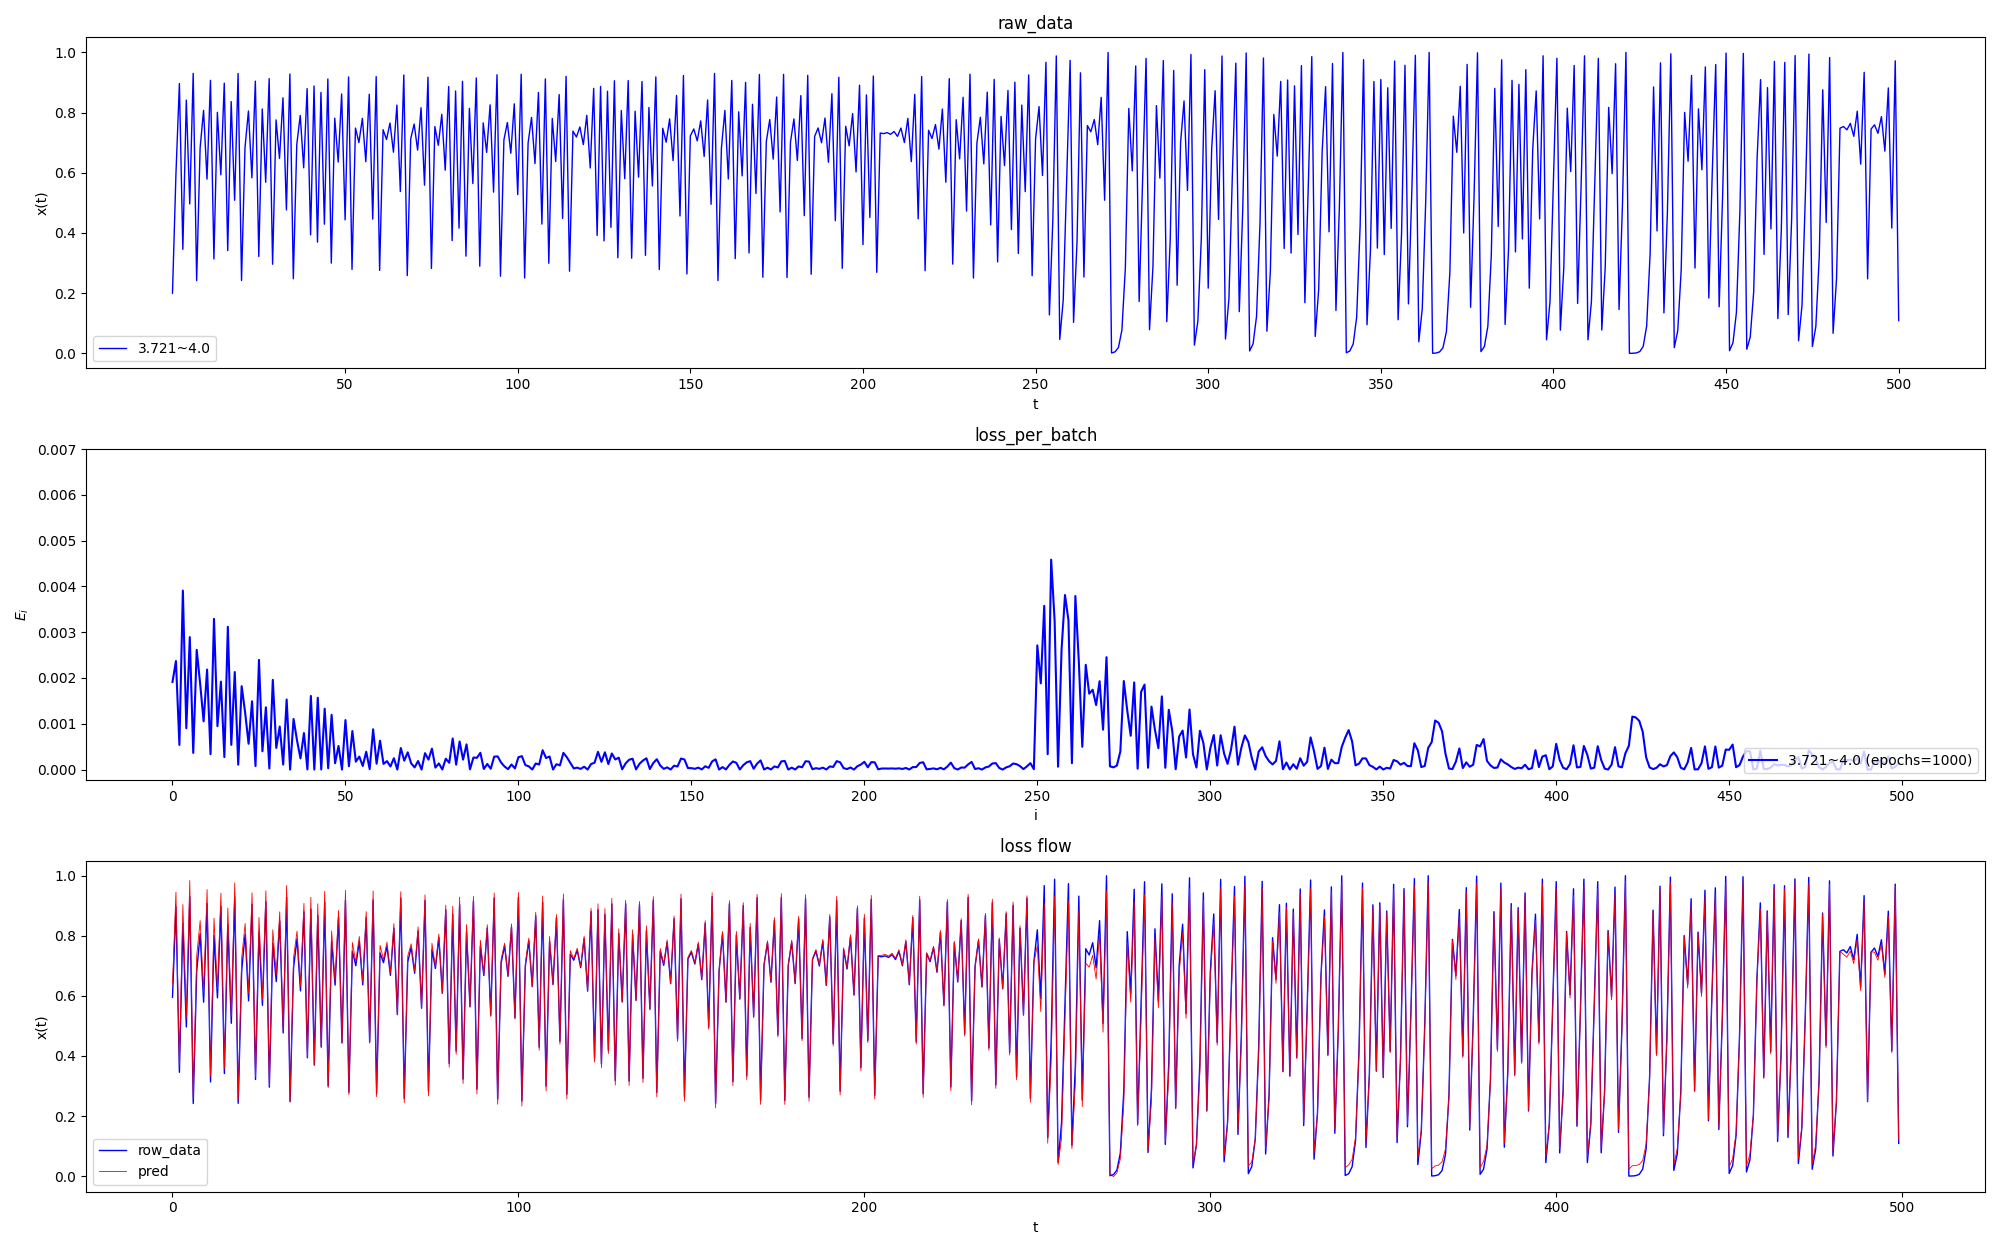 raw_data
1.0
0.8
0.6
0.4
0.2
0.0
x(t)
3.721~4.0
50 100 150 200 250 300 350 400 450 500
t
loss_per_batch
0.007
0.006
0.005
0.004
0.003
0.002
0.001
0.000
E_i
3.721~4.0 (epochs=1000)
0 50 100 150 200 250 300 350 400 450 500
i
loss flow
1.0
0.8
0.6
0.4
0.2
0.0
x(t)
row_data
pred
0 100 200 300 400 500
t